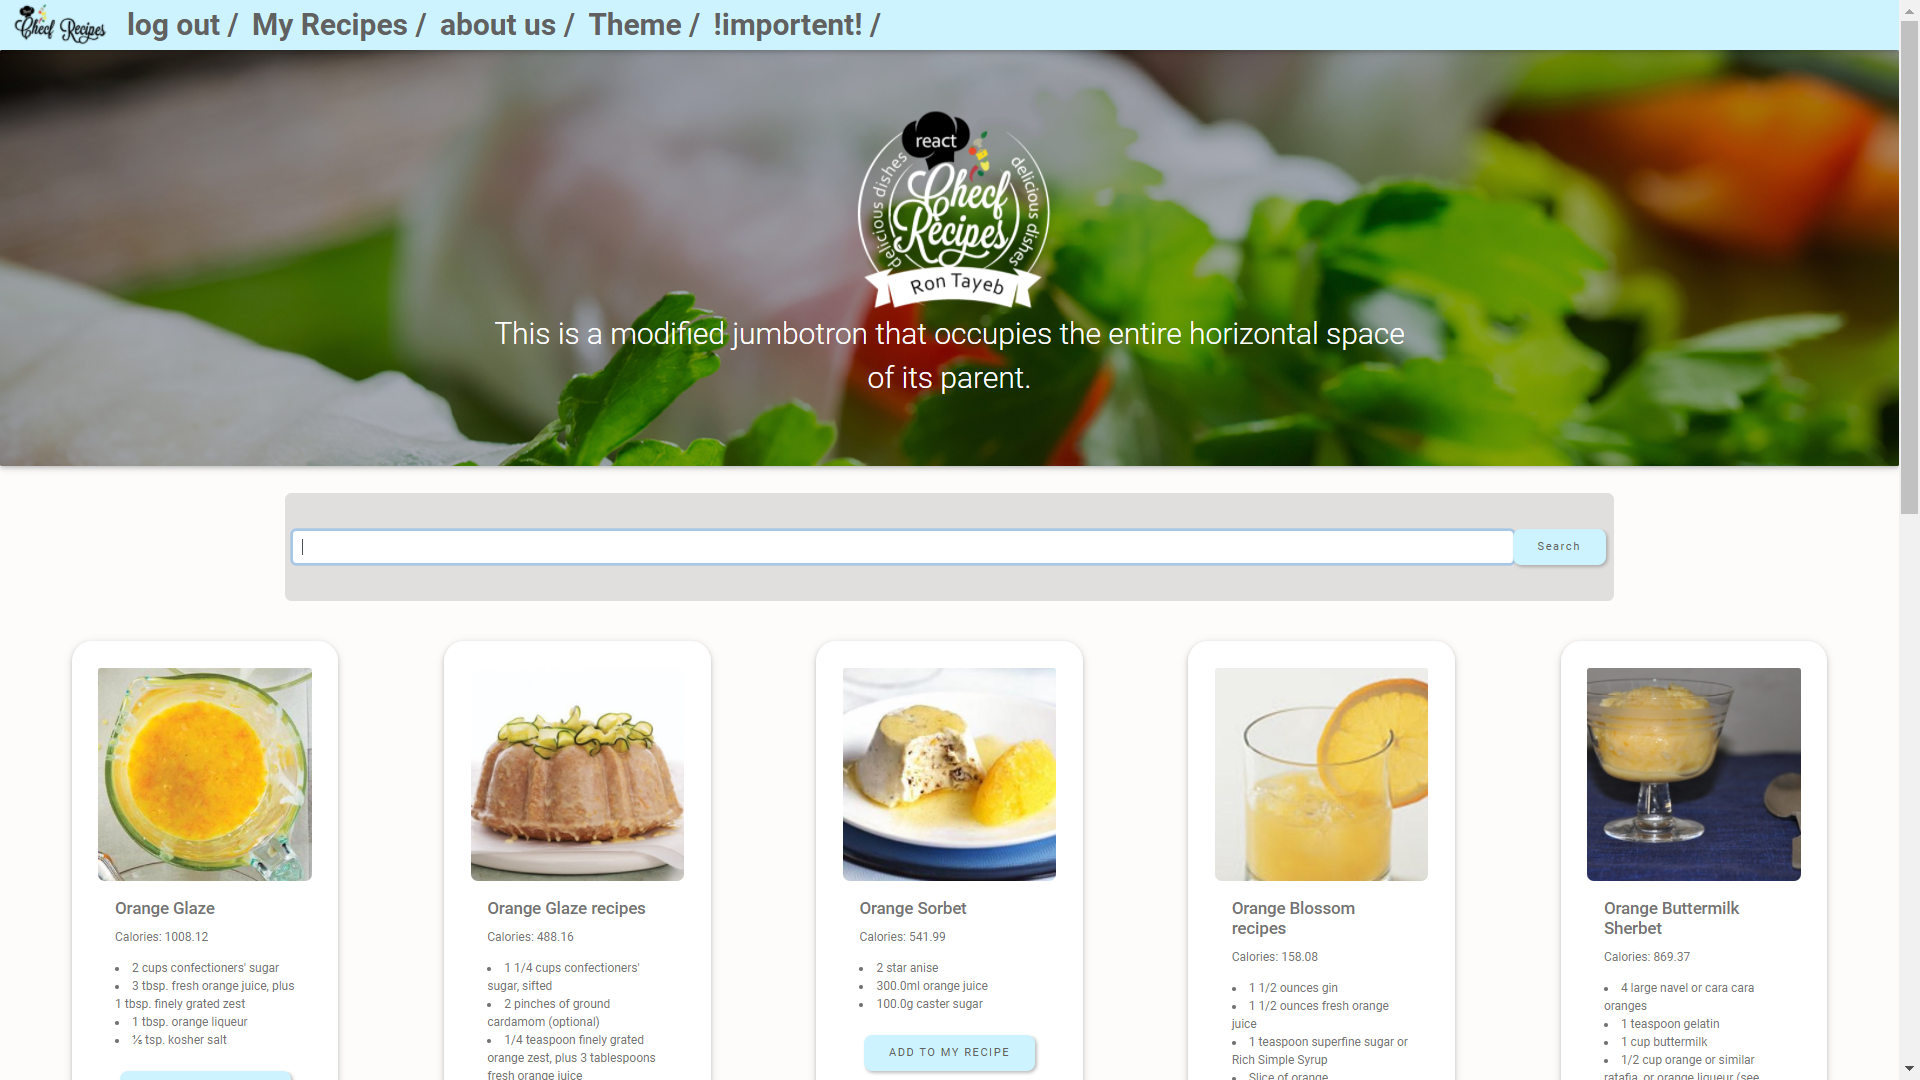 Checf Recipes
log out / My Recipes / about us / Theme / !importent! /
react
delicious dishes
Checf
Recipes
delicious dishes
Ron Tayeb
This is a modified jumbotron that occupies the entire horizontal space
of its parent.
Search
Orange Glaze
Calories: 1008.12
2 cups confectioners' sugar
3 tbsp. fresh orange juice, plus
1 tbsp. finely grated zest
1 tbsp. orange liqueur
⅛ tsp. kosher salt
Orange Glaze recipes
Calories: 488.16
1 1/4 cups confectioners'
sugar, sifted
2 pinches of ground
cardamom (optional)
1/4 teaspoon finely grated
orange zest, plus 3 tablespoons
fresh orange juice
Orange Sorbet
Calories: 541.99
2 star anise
300.0ml orange juice
100.0g caster sugar
ADD TO MY RECIPE
Orange Blossom
recipes
Calories: 158.08
1 1/2 ounces gin
1 1/2 ounces fresh orange
juice
1 teaspoon superfine sugar or
Rich Simple Syrup
Slice of orange
Orange Buttermilk
Sherbet
Calories: 869.37
4 large navel or cara cara
oranges
1 teaspoon gelatin
1 cup buttermilk
1/2 cup orange or similar
ratafia, or orange liqueur (see